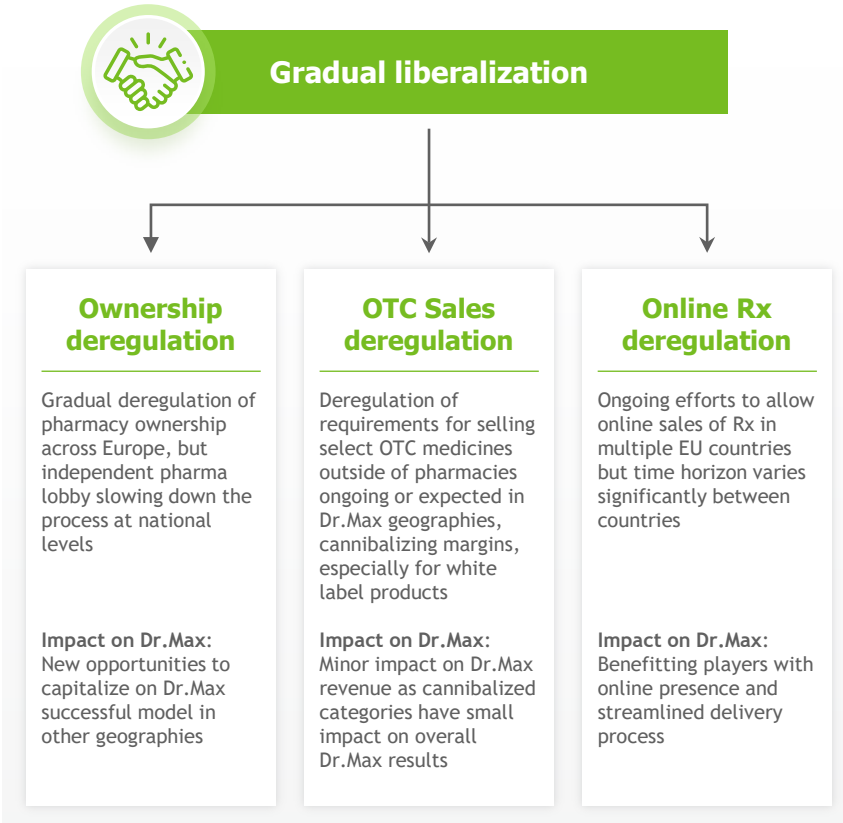 Gradual liberalization
Ownership
deregulation
Gradual deregulation of
pharmacy ownership
across Europe, but
independent pharma
lobby slowing down the
process at national
levels
Impact on Dr.Max:
New opportunities to
capitalize on Dr.Max
successful model in
other geographies
OTC Sales
deregulation
Deregulation of
requirements for selling
select OTC medicines
outside of pharmacies
ongoing or expected in
Dr.Max geographies,
cannibalizing margins,
especially for white
label products
Impact on Dr.Max:
Minor impact on Dr.Max
revenue as cannibalized
categories have small
impact on overall
Dr.Max results
Online Rx
deregulation
Ongoing efforts to allow
online sales of Rx in
multiple EU countries
but time horizon varies
significantly between
countries
Impact on Dr.Max:
Benefitting players with
online presence and
streamlined delivery
process